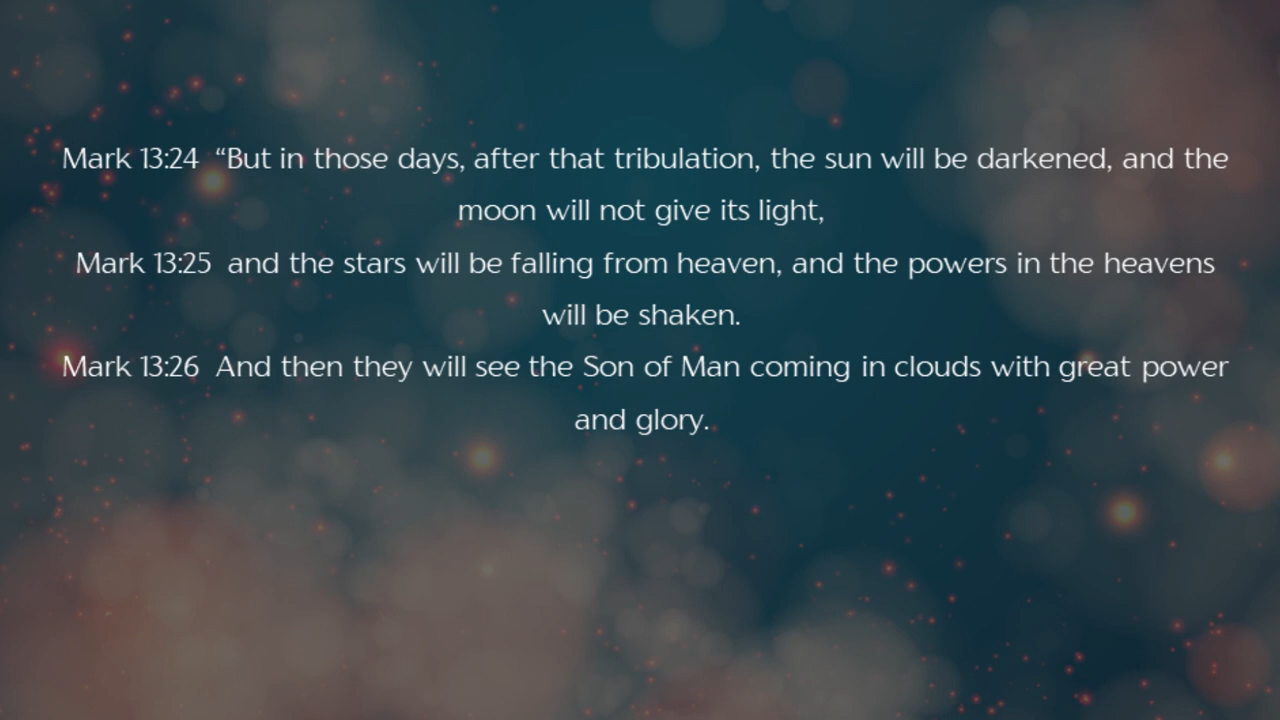 Mark 13:24 “But in those days, after that tribulation, the sun will be darkened, and the
moon will not give its light,
Mark 13:25 and the stars will be falling from heaven, and the powers in the heavens
will be shaken.
Mark 13:26 And then they will see the Son of Man coming in clouds with great power
and glory.